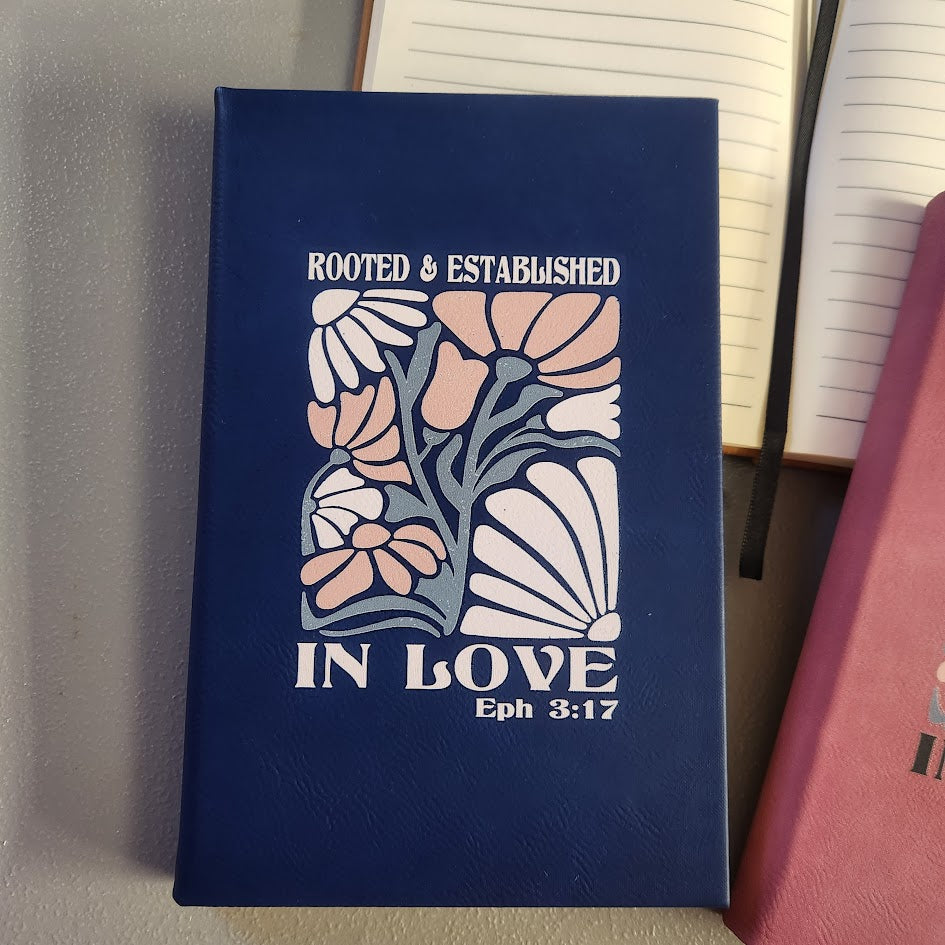 ROOTED & ESTABLISHED
IN LOVE
Eph 3:17